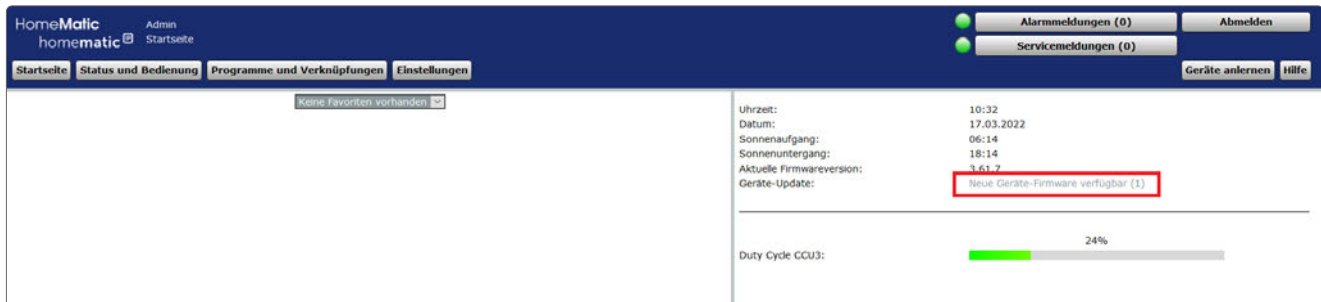 HomeMatic
homematic IP
Admin
Startseite
Alarmmeldungen (0)
Abmelden
Servicemeldungen (0)
Startseite Status und Bedienung Programme und Verknüpfungen Einstellungen
Geräte anlernen Hilfe
Keine Favoriten vorhanden
Uhrzeit: 10:32
Datum: 17.03.2022
Sonnenaufgang: 06:14
Sonnenuntergang: 18:14
Aktuelle Firmwareversion: 3.61.7
Geräte-Update: Neue Geräte-Firmware verfügbar (1)
24%
Duty Cycle CCU3: